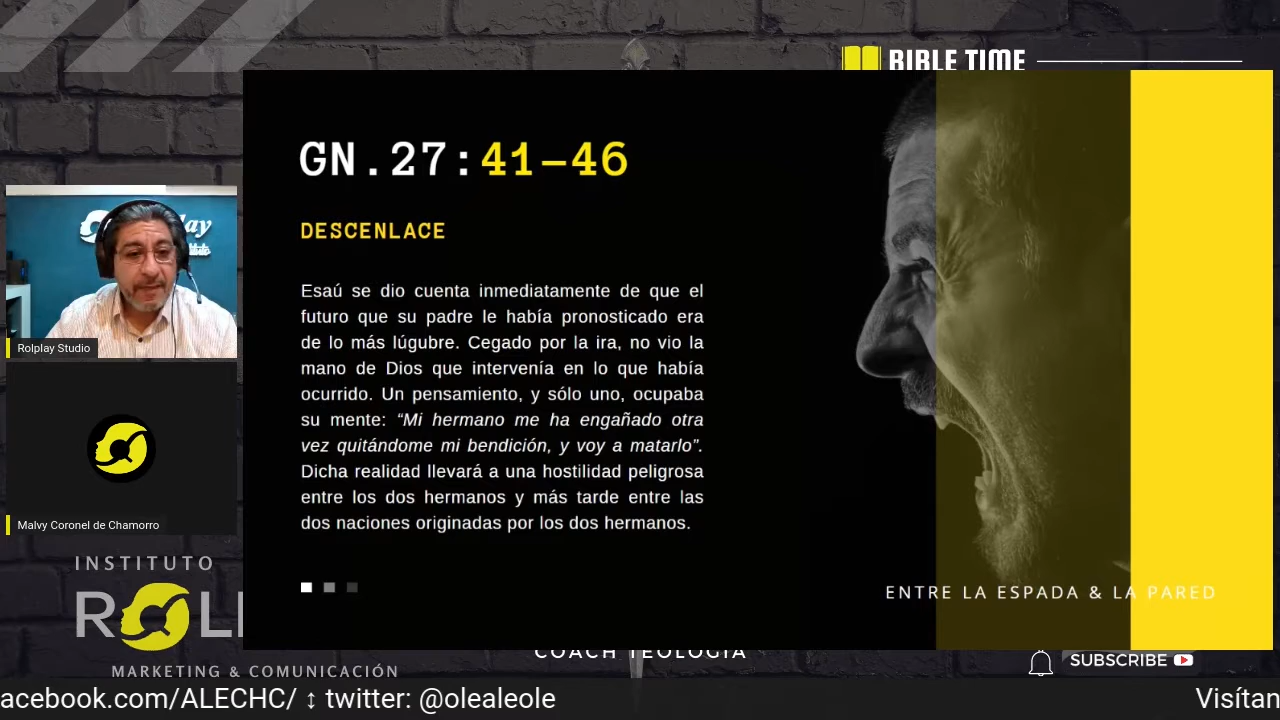 BIBLE TIME
GN.27:41–46
DESCENLACE
Esaú se dio cuenta inmediatamente de que el
futuro que su padre le había pronosticado era
de lo más lúgubre. Cegado por la ira, no vio la
mano de Dios que intervenía en lo que había
ocurrido. Un pensamiento, y sólo uno, ocupaba
su mente: “Mi hermano me ha engañado otra
vez quitándome mi bendición, y voy a matarlo”.
Dicha realidad llevará a una hostilidad peligrosa
entre los dos hermanos y más tarde entre las
dos naciones originadas por los dos hermanos.
ENTRE LA ESPADA & LA PARED
Rolplay Studio
Malvy Coronel de Chamorro
INSTITUTO
ROL
MARKETING & COMUNICACIÓN
COACH TEOLOGÍA
SUBSCRIBE
acebook.com/ALECHC/ ↕ twitter: @olealeole
Visítan